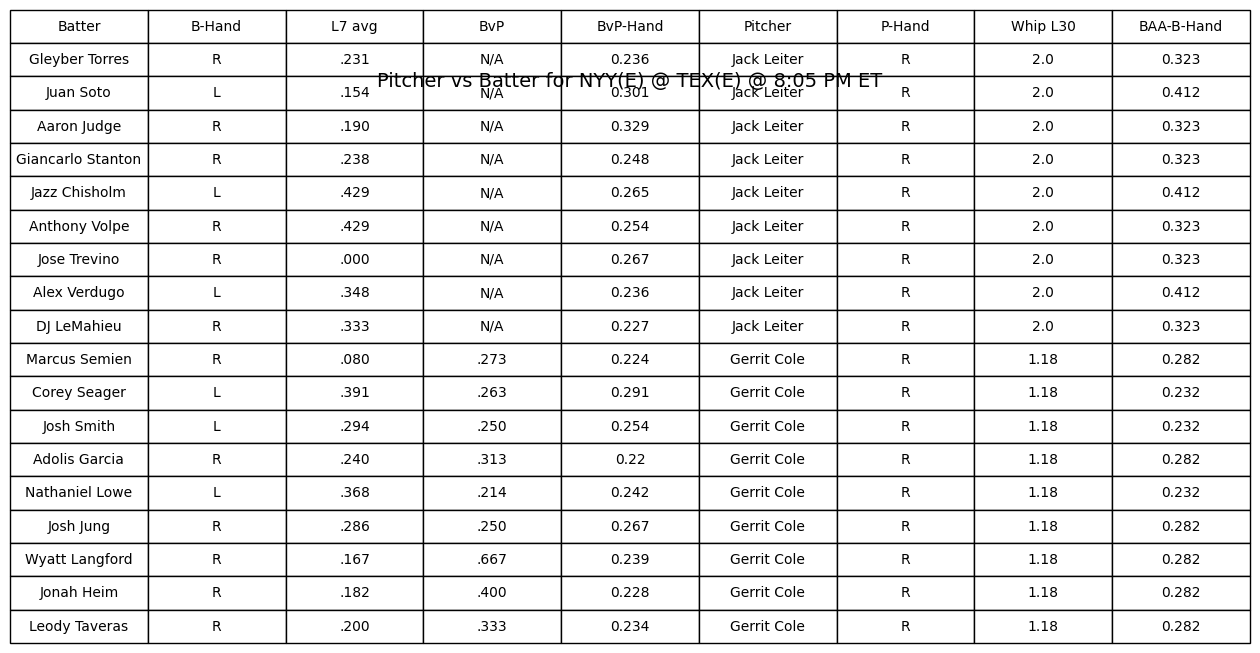 Batter B-Hand L7 avg BvP BvP-Hand Pitcher P-Hand Whip L30 BAA-B-Hand
Gleyber Torres R .231 N/A 0.236 Jack Leiter R 2.0 0.323
Pitcher vs Batter for NYY(E) @ TEX(E) @ 8:05 PM ET
Juan Soto L .154 N/A 0.301 Jack Leiter R 2.0 0.412
Aaron Judge R .190 N/A 0.329 Jack Leiter R 2.0 0.323
Giancarlo Stanton R .238 N/A 0.248 Jack Leiter R 2.0 0.323
Jazz Chisholm L .429 N/A 0.265 Jack Leiter R 2.0 0.412
Anthony Volpe R .429 N/A 0.254 Jack Leiter R 2.0 0.323
Jose Trevino R .000 N/A 0.267 Jack Leiter R 2.0 0.323
Alex Verdugo L .348 N/A 0.236 Jack Leiter R 2.0 0.412
DJ LeMahieu R .333 N/A 0.227 Jack Leiter R 2.0 0.323
Marcus Semien R .080 .273 0.224 Gerrit Cole R 1.18 0.282
Corey Seager L .391 .263 0.291 Gerrit Cole R 1.18 0.232
Josh Smith L .294 .250 0.254 Gerrit Cole R 1.18 0.232
Adolis Garcia R .240 .313 0.22 Gerrit Cole R 1.18 0.282
Nathaniel Lowe L .368 .214 0.242 Gerrit Cole R 1.18 0.232
Josh Jung R .286 .250 0.267 Gerrit Cole R 1.18 0.282
Wyatt Langford R .167 .667 0.239 Gerrit Cole R 1.18 0.282
Jonah Heim R .182 .400 0.228 Gerrit Cole R 1.18 0.282
Leody Taveras R .200 .333 0.234 Gerrit Cole R 1.18 0.282